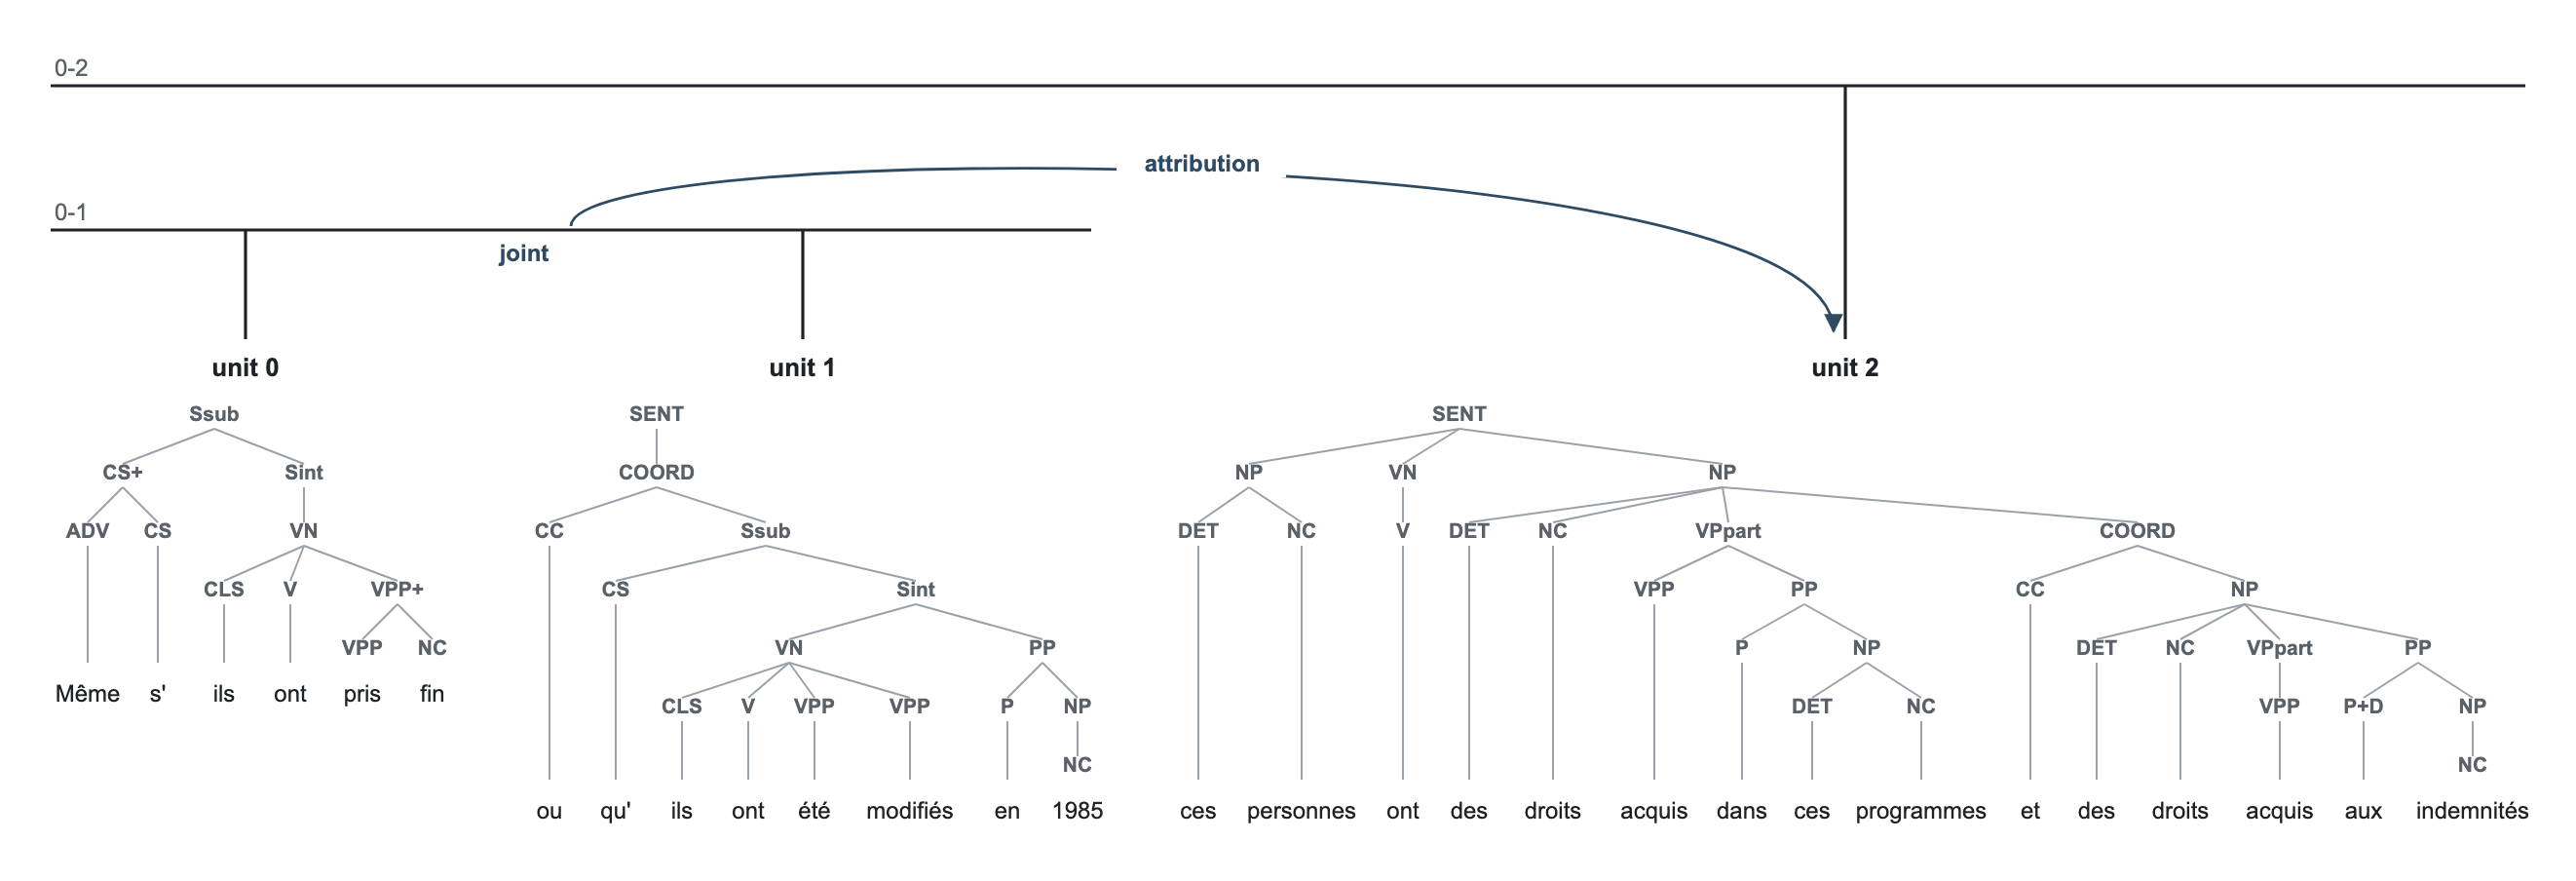 0-2
attribution
0-1
joint
unit 0 unit 1 unit 2
Ssub SENT SENT
CS+ Sint COORD NP VN NP
ADV CS VN CC Ssub DET NC V DET NC VPpart COORD
CLS V VPP+ CS Sint VPP PP CC NP
VPP NC VN PP P NP DET NC VPpart PP
CLS V VPP VPP P NP DET NC VPP P+D NP
NC NC
Même s' ils ont pris fin
ou qu' ils ont été modifiés en 1985 ces personnes ont des droits acquis dans ces programmes et des droits acquis aux indemnités